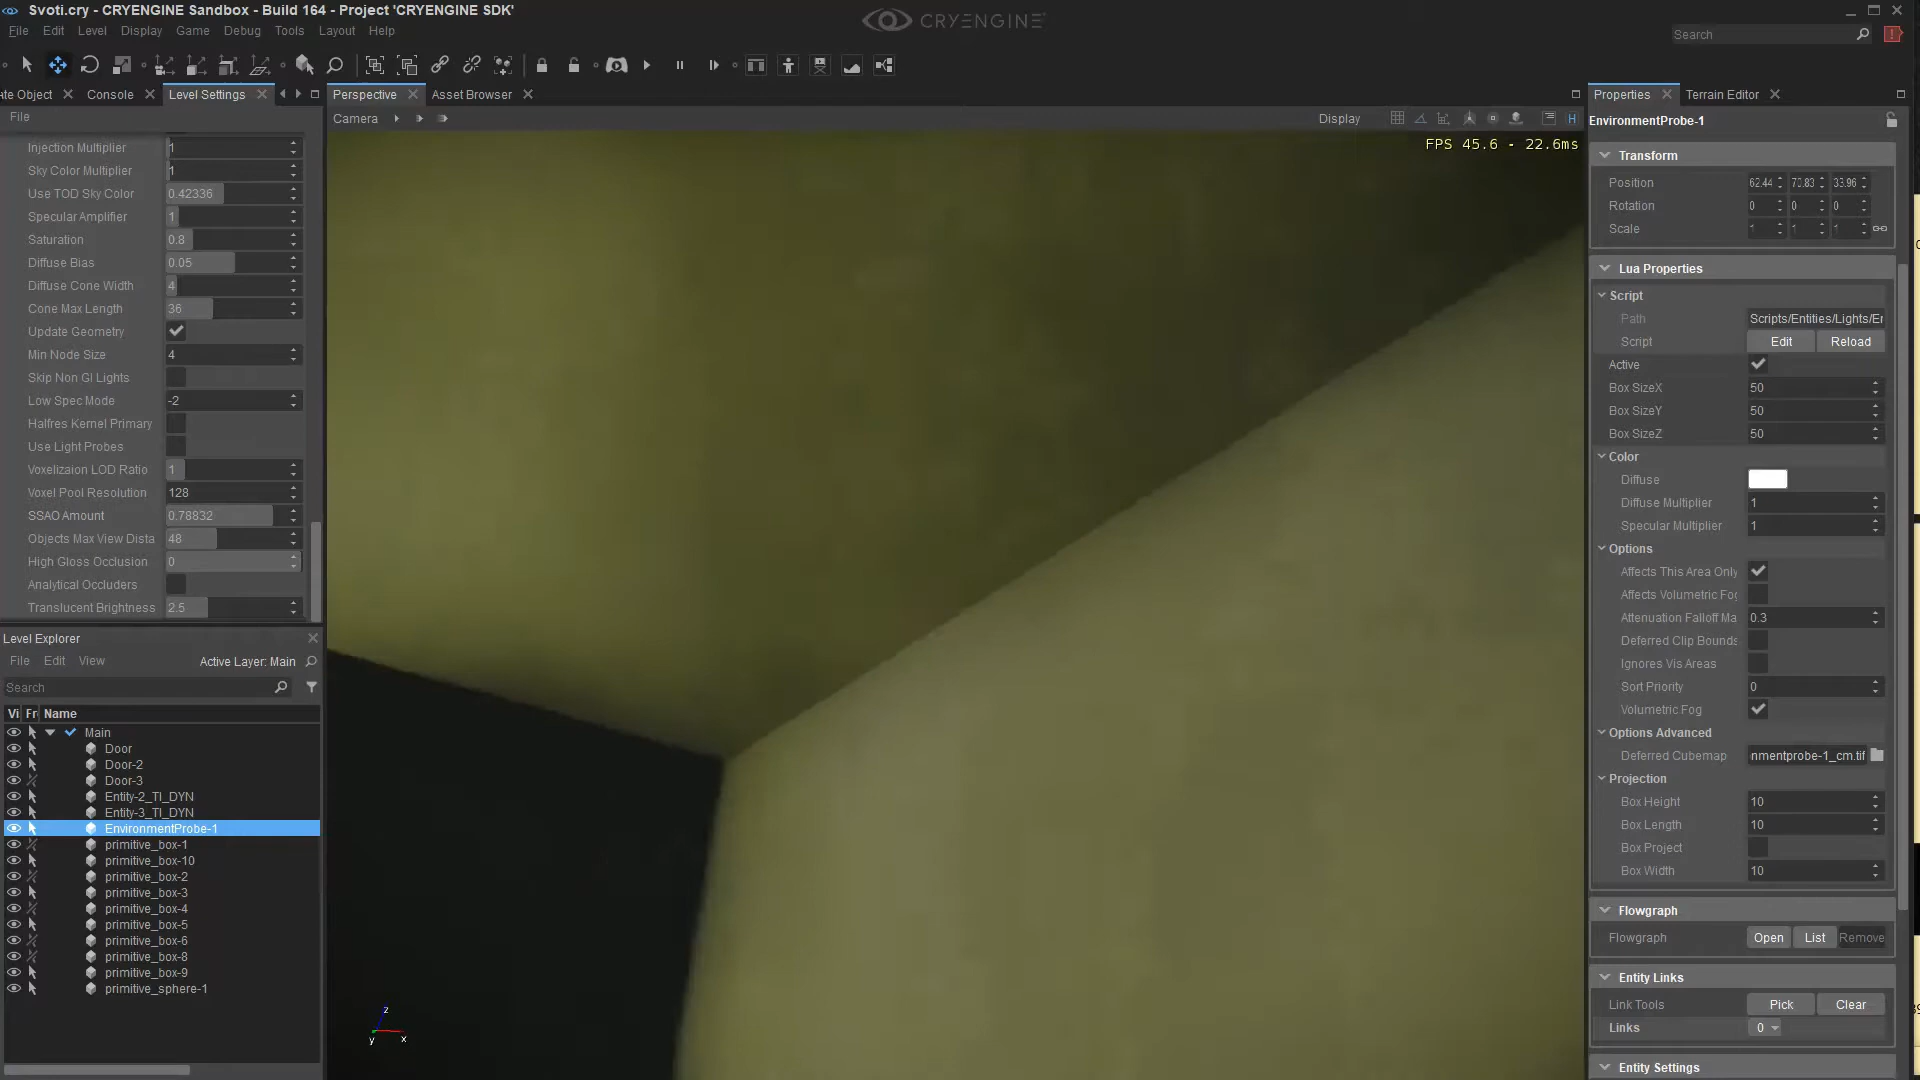 Svoti.cry - CRYENGINE Sandbox - Build 164 - Project 'CRYENGINE SDK'
CRYENGINE
File Edit Level Display Game Debug Tools Layout Help
Search
ate Object Console Level Settings
File
Injection Multiplier 1
Sky Color Multiplier 1
Use TOD Sky Color 0.42336
Specular Amplifier 1
Saturation 0.8
Diffuse Bias 0.05
Diffuse Cone Width 4
Cone Max Length 36
Update Geometry
Min Node Size 4
Skip Non GI Lights
Low Spec Mode -2
Halfres Kernel Primary
Use Light Probes
Voxelizaion LOD Ratio 1
Voxel Pool Resolution 128
SSAO Amount 0.78832
Objects Max View Dista 48
High Gloss Occlusion 0
Analytical Occluders
Translucent Brightness 2.5
Level Explorer
File Edit View Active Layer: Main
Search
Vi Fr Name
Main
Door
Door-2
Door-3
Entity-2_TI_DYN
Entity-3_TI_DYN
EnvironmentProbe-1
primitive_box-1
primitive_box-10
primitive_box-2
primitive_box-3
primitive_box-4
primitive_box-5
primitive_box-6
primitive_box-8
primitive_box-9
primitive_sphere-1
Perspective Asset Browser
Camera Display H
FPS 45.6 - 22.6ms
z
y x
Properties Terrain Editor
EnvironmentProbe-1
Transform
Position 62.44 70.83 33.96
Rotation 0 0 0
Scale 1 1 1
Lua Properties
Script
Path Scripts/Entities/Lights/Er
Script Edit Reload
Active
Box SizeX 50
Box SizeY 50
Box SizeZ 50
Color
Diffuse
Diffuse Multiplier 1
Specular Multiplier 1
Options
Affects This Area Only
Affects Volumetric Fog
Attenuation Falloff Ma 0.3
Deferred Clip Bounds
Ignores Vis Areas
Sort Priority 0
Volumetric Fog
Options Advanced
Deferred Cubemap nmentprobe-1_cm.tif
Projection
Box Height 10
Box Length 10
Box Project
Box Width 10
Flowgraph
Flowgraph Open List Remove
Entity Links
Link Tools Pick Clear
Links 0
Entity Settings